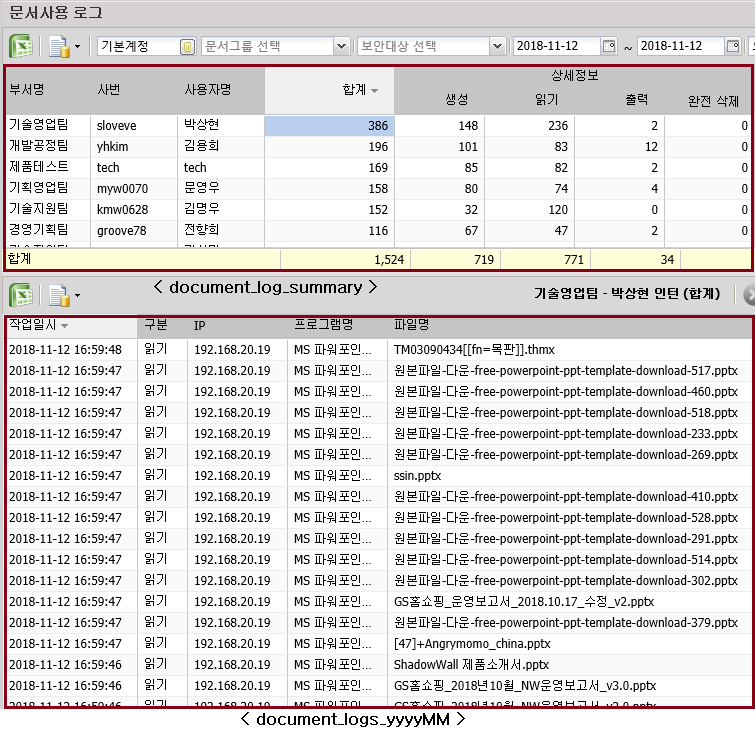 문서사용 로그
기본계정 문서그룹 선택 보안대상 선택 2018-11-12 ~ 2018-11-12
부서명 사번 사용자명 합계 상세정보
생성 읽기 출력 완전 삭제
기술영업팀 sloveve 박상현 386 148 236 2 0
개발공정팀 yhkim 김용희 196 101 83 12 0
제품테스트 tech tech 169 85 82 2 0
기획영업팀 myw0070 문영우 158 80 74 4 0
기술지원팀 kmw0628 김명우 152 32 120 0 0
경영기획팀 groove78 전향희 116 67 47 2 0
합계 1,524 719 771 34
< document_log_summary >
기술영업팀 - 박상현 인턴 (합계)
작업일시 구분 IP 프로그램명 파일명
2018-11-12 16:59:48 읽기 192.168.20.19 MS 파워포인... TM03090434[[fn=목판]].thmx
2018-11-12 16:59:47 읽기 192.168.20.19 MS 파워포인... 원본파일-다운-free-powerpoint-ppt-template-download-517.pptx
2018-11-12 16:59:47 읽기 192.168.20.19 MS 파워포인... 원본파일-다운-free-powerpoint-ppt-template-download-460.pptx
2018-11-12 16:59:47 읽기 192.168.20.19 MS 파워포인... 원본파일-다운-free-powerpoint-ppt-template-download-518.pptx
2018-11-12 16:59:47 읽기 192.168.20.19 MS 파워포인... 원본파일-다운-free-powerpoint-ppt-template-download-233.pptx
2018-11-12 16:59:47 읽기 192.168.20.19 MS 파워포인... 원본파일-다운-free-powerpoint-ppt-template-download-269.pptx
2018-11-12 16:59:47 읽기 192.168.20.19 MS 파워포인... ssin.pptx
2018-11-12 16:59:47 읽기 192.168.20.19 MS 파워포인... 원본파일-다운-free-powerpoint-ppt-template-download-410.pptx
2018-11-12 16:59:47 읽기 192.168.20.19 MS 파워포인... 원본파일-다운-free-powerpoint-ppt-template-download-528.pptx
2018-11-12 16:59:47 읽기 192.168.20.19 MS 파워포인... 원본파일-다운-free-powerpoint-ppt-template-download-291.pptx
2018-11-12 16:59:47 읽기 192.168.20.19 MS 파워포인... 원본파일-다운-free-powerpoint-ppt-template-download-514.pptx
2018-11-12 16:59:47 읽기 192.168.20.19 MS 파워포인... 원본파일-다운-free-powerpoint-ppt-template-download-302.pptx
2018-11-12 16:59:47 읽기 192.168.20.19 MS 파워포인... GS홈쇼핑_운영보고서_2018.10.17_수정_v2.pptx
2018-11-12 16:59:47 읽기 192.168.20.19 MS 파워포인... 원본파일-다운-free-powerpoint-ppt-template-download-379.pptx
2018-11-12 16:59:47 읽기 192.168.20.19 MS 파워포인... [47]+Angrymomo_china.pptx
2018-11-12 16:59:46 읽기 192.168.20.19 MS 파워포인... ShadowWall 제품소개서.pptx
2018-11-12 16:59:46 읽기 192.168.20.19 MS 파워포인... GS홈쇼핑_2018년10월_NW운영보고서_v3.0.pptx
< document_logs_yyyyMM >